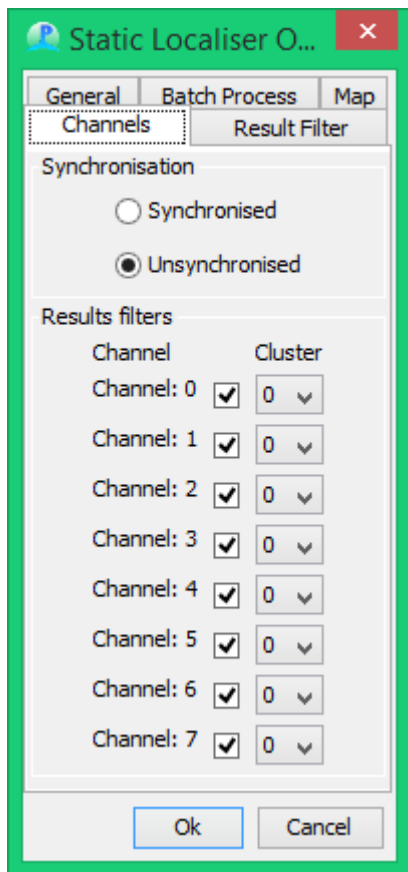 Static Localiser O...
General Batch Process Map
Channels Result Filter
Synchronisation
Synchronised
Unsynchronised
Results filters
Channel Cluster
Channel: 0 0
Channel: 1 0
Channel: 2 0
Channel: 3 0
Channel: 4 0
Channel: 5 0
Channel: 6 0
Channel: 7 0
Ok Cancel